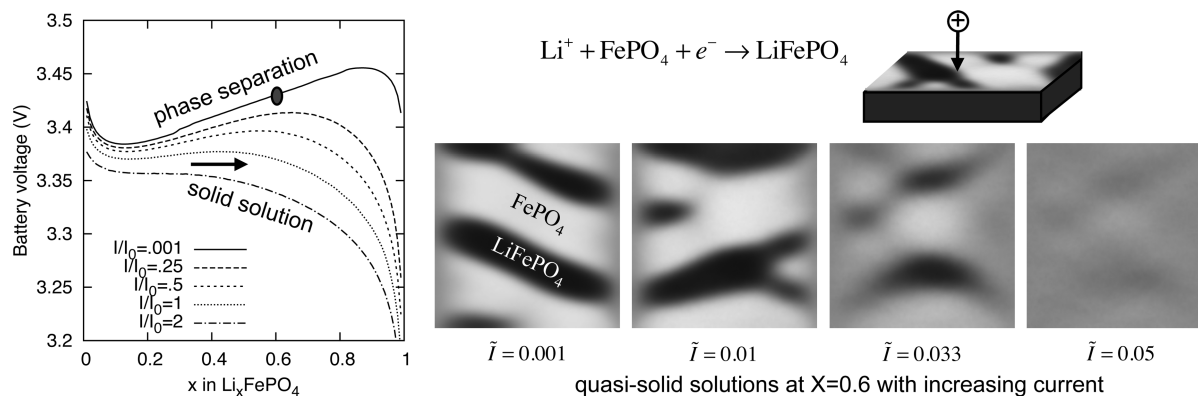 3.5
3.45
3.4
3.35
3.3
3.25
3.2
Battery voltage (V)
phase separation
solid solution
I/I₀=.001
I/I₀=.25
I/I₀=.5
I/I₀=1
I/I₀=2
0 0.2 0.4 0.6 0.8 1
x in LiₓFePO₄
Li⁺ + FePO₄ + e⁻ → LiFePO₄
+
FePO₄
LiFePO₄
Ĩ = 0.001 Ĩ = 0.01 Ĩ = 0.033 Ĩ = 0.05
quasi-solid solutions at X=0.6 with increasing current